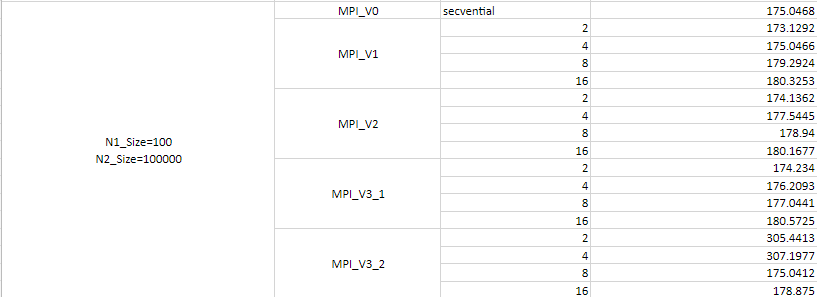 MPI_V0 secvential 175.0468
MPI_V1 2 173.1292
4 175.0466
8 179.2924
16 180.3253
MPI_V2 2 174.1362
4 177.5445
8 178.94
16 180.1677
N1_Size=100
N2_Size=100000
MPI_V3_1 2 174.234
4 176.2093
8 177.0441
16 180.5725
MPI_V3_2 2 305.4413
4 307.1977
8 175.0412
16 178.875